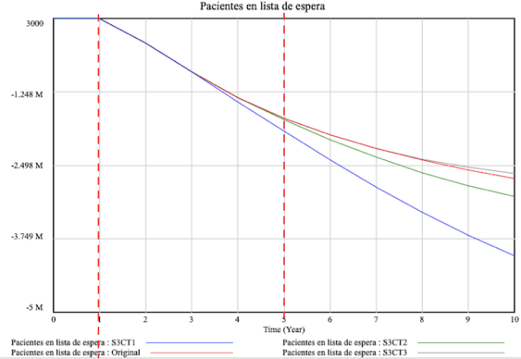 Pacientes en lista de espera
3000
-1.248 M
-2.498 M
-3.749 M
-5 M
0 1 2 3 4 5 6 7 8 9 10
Time (Year)
Pacientes en lista de espera : S3CT1
Pacientes en lista de espera : S3CT2
Pacientes en lista de espera : Original
Pacientes en lista de espera : S3CT3